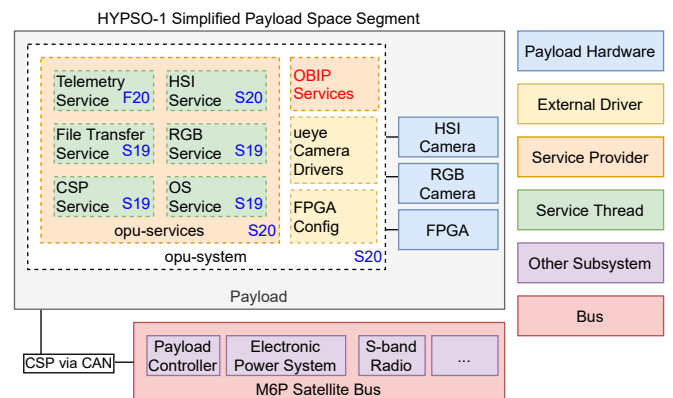 HYPSO-1 Simplified Payload Space Segment
Telemetry
Service F20
HSI
Service S20
OBIP
Services
File Transfer
Service S19
RGB
Service S19
ueye
Camera
Drivers
CSP
Service S19
OS
Service S19
FPGA
Config
opu-services S20
opu-system S20
HSI
Camera
RGB
Camera
FPGA
Payload
Payload Hardware
External Driver
Service Provider
Service Thread
Other Subsystem
Bus
CSP via CAN
Payload
Controller
Electronic
Power System
S-band
Radio
...
M6P Satellite Bus